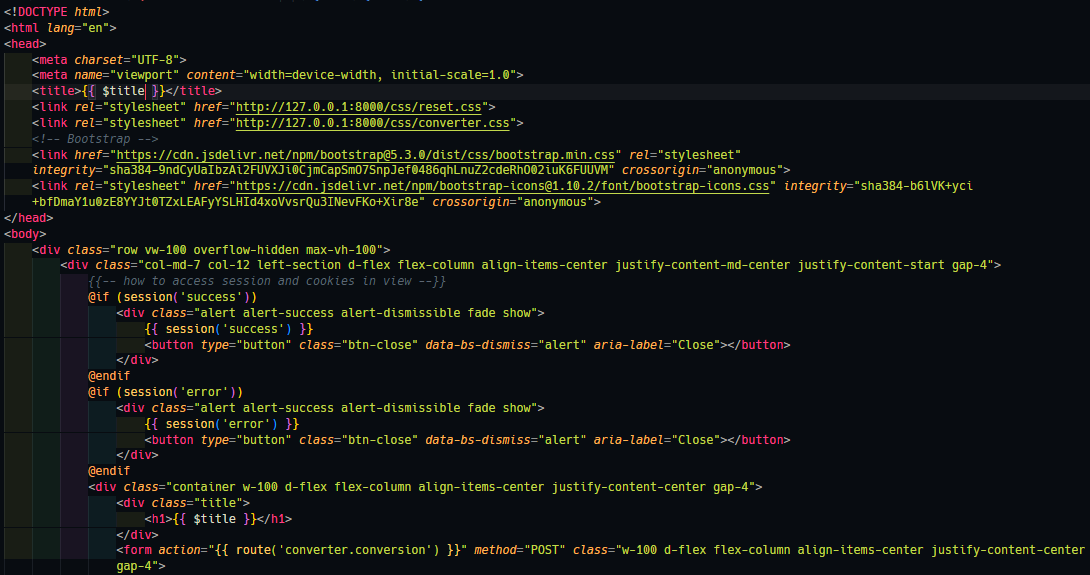 <!DOCTYPE html>
<html lang="en">
<head>
<meta charset="UTF-8">
<meta name="viewport" content="width=device-width, initial-scale=1.0">
<title>{{ $title }}</title>
<link rel="stylesheet" href="http://127.0.0.1:8000/css/reset.css">
<link rel="stylesheet" href="http://127.0.0.1:8000/css/converter.css">
<!-- Bootstrap -->
<link href="https://cdn.jsdelivr.net/npm/bootstrap@5.3.0/dist/css/bootstrap.min.css" rel="stylesheet"
integrity="sha384-9ndCyUaIbzAi2FUVXJi0CjmCapSmO7SnpJef0486qhLnuZ2cdeRhO02iuK6FUUVM" crossorigin="anonymous">
<link rel="stylesheet" href="https://cdn.jsdelivr.net/npm/bootstrap-icons@1.10.2/font/bootstrap-icons.css" integrity="sha384-b6lVK+yci
+bfDmaY1u0zE8YYJt0TZxLEAFyYSLHId4xoVvsrQu3INevFKo+Xir8e" crossorigin="anonymous">
</head>
<body>
<div class="row vw-100 overflow-hidden max-vh-100">
<div class="col-md-7 col-12 left-section d-flex flex-column align-items-center justify-content-md-center justify-content-start gap-4">
{{-- how to access session and cookies in view --}}
@if (session('success'))
<div class="alert alert-success alert-dismissible fade show">
{{ session('success') }}
<button type="button" class="btn-close" data-bs-dismiss="alert" aria-label="Close"></button>
</div>
@endif
@if (session('error'))
<div class="alert alert-success alert-dismissible fade show">
{{ session('error') }}
<button type="button" class="btn-close" data-bs-dismiss="alert" aria-label="Close"></button>
</div>
@endif
<div class="container w-100 d-flex flex-column align-items-center justify-content-center gap-4">
<div class="title">
<h1>{{ $title }}</h1>
</div>
<form action="{{ route('converter.conversion') }}" method="POST" class="w-100 d-flex flex-column align-items-center justify-content-center
gap-4">